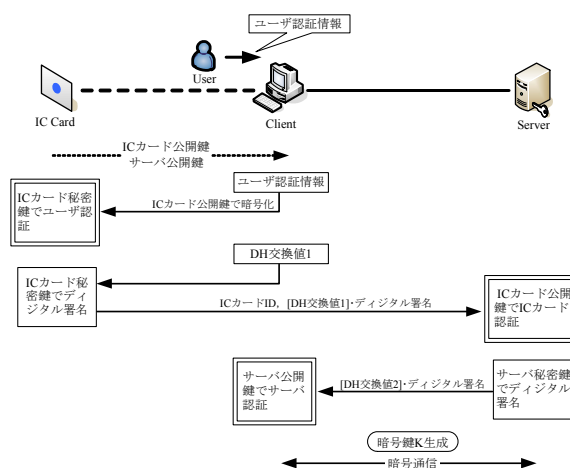 ユーザ認証情報
User
IC Card
Client
Server
ICカード公開鍵
サーバ公開鍵
ユーザ認証情報
ICカード秘密
鍵でユーザ認
証
ICカード公開鍵で暗号化
DH交換値1
ICカード秘
密鍵でディ
ジタル署名
ICカードID，[DH交換値1]・ディジタル署名
ICカード公開
鍵でICカード
認証
サーバ公開
鍵でサーバ
認証
[DH交換値2]・ディジタル署名
サーバ秘密鍵
でディジタル
署名
暗号鍵K生成
暗号通信